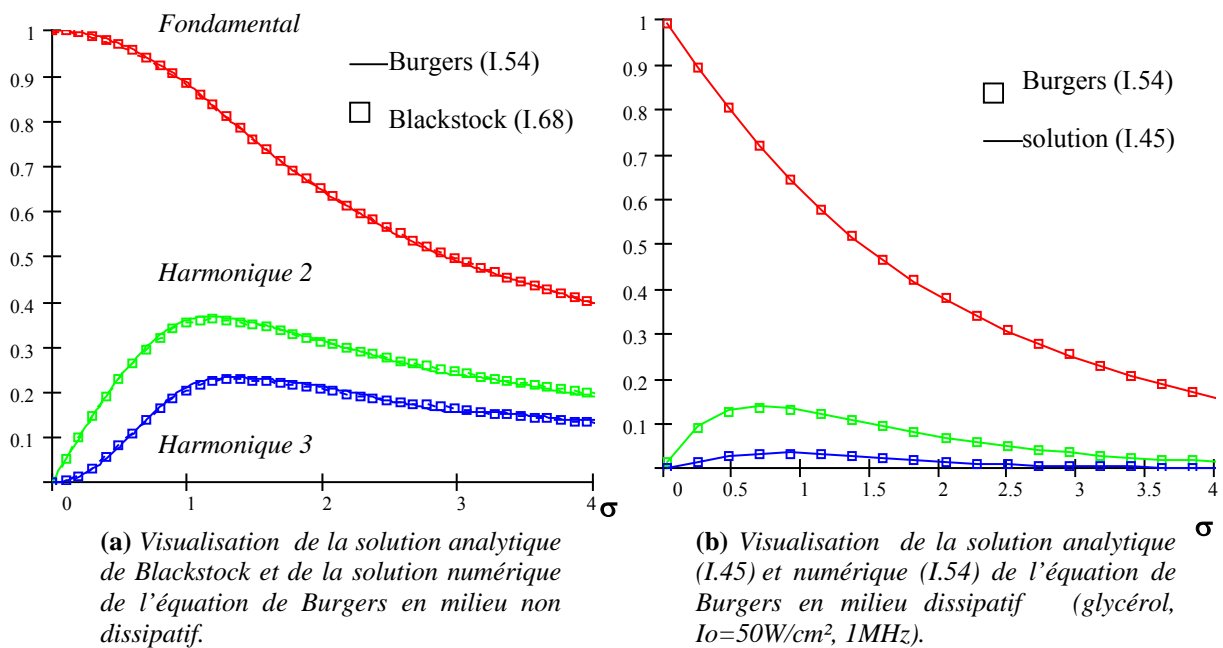 Fondamental
Burgers (I.54)
Blackstock (I.68)
1
0.9
0.8
0.7
0.6
0.5
0.4
0.3
0.2
0.1
Harmonique 2
Harmonique 3
0
1
2
3
4
σ
(a) Visualisation de la solution analytique
de Blackstock et de la solution numérique
de l'équation de Burgers en milieu non
dissipatif.
Burgers (I.54)
solution (I.45)
1
0.9
0.8
0.7
0.6
0.5
0.4
0.3
0.2
0.1
0
0.5
1
1.5
2
2.5
3
3.5
4
σ
(b) Visualisation de la solution analytique
(I.45) et numérique (I.54) de l'équation de
Burgers en milieu dissipatif (glycérol,
Io=50W/cm², 1MHz).